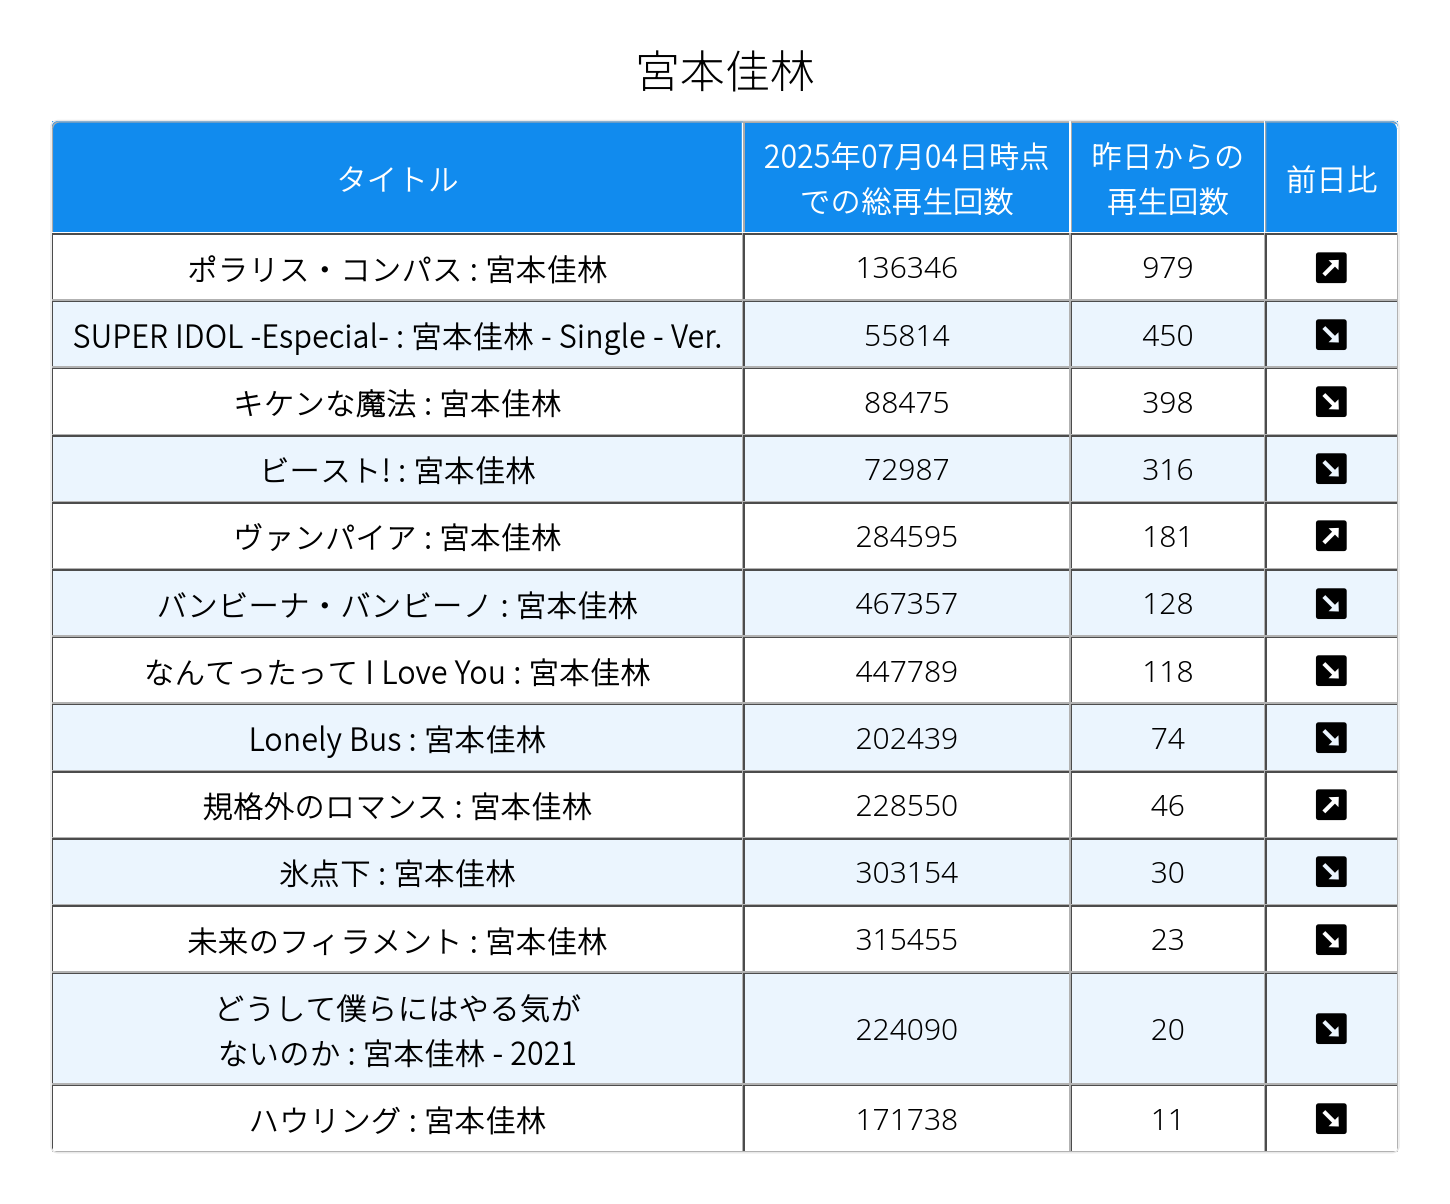 宮本佳林
タイトル
2025年07月04日時点
での総再生回数
昨日からの
再生回数
前日比
ポラリス・コンパス : 宮本佳林
136346
979
SUPER IDOL -Especial- : 宮本佳林 - Single - Ver.
55814
450
キケンな魔法 : 宮本佳林
88475
398
ビースト! : 宮本佳林
72987
316
ヴァンパイア : 宮本佳林
284595
181
バンビーナ・バンビーノ : 宮本佳林
467357
128
なんてったって I Love You : 宮本佳林
447789
118
Lonely Bus : 宮本佳林
202439
74
規格外のロマンス : 宮本佳林
228550
46
氷点下 : 宮本佳林
303154
30
未来のフィラメント : 宮本佳林
315455
23
どうして僕らにはやる気が
ないのか : 宮本佳林 - 2021
224090
20
ハウリング : 宮本佳林
171738
11